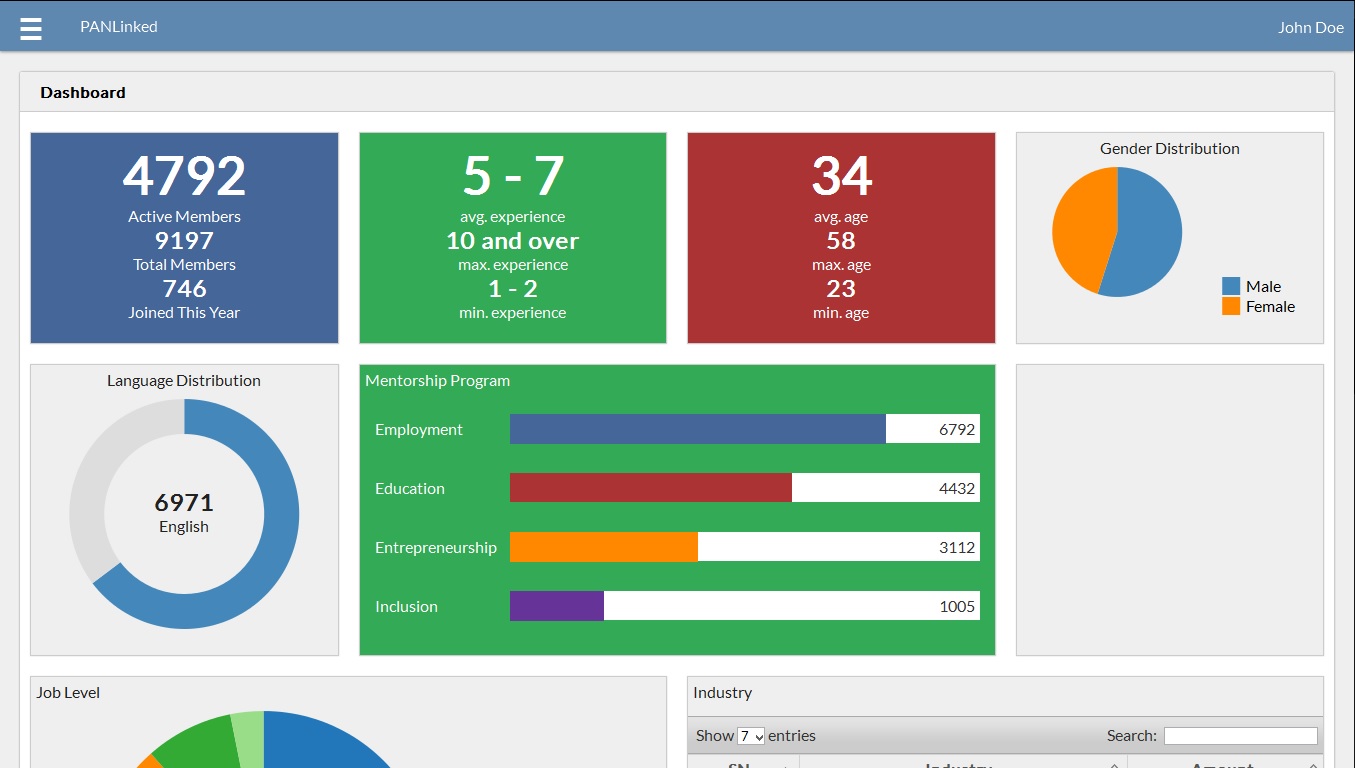 PANLinked
John Doe
Dashboard
4792
Active Members
9197
Total Members
746
Joined This Year
5 - 7
avg. experience
10 and over
max. experience
1 - 2
min. experience
34
avg. age
58
max. age
23
min. age
Gender Distribution
Male
Female
Language Distribution
6971
English
Mentorship Program
Employment 6792
Education 4432
Entrepreneurship 3112
Inclusion 1005
Job Level
Industry
Show 7 entries Search:
SN Industry Amount